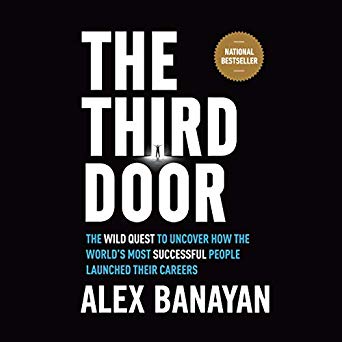 THE
THIRD
DOOR
NATIONAL
BESTSELLER
THE WILD QUEST TO UNCOVER HOW THE
WORLD'S MOST SUCCESSFUL PEOPLE
LAUNCHED THEIR CAREERS
ALEX BANAYAN